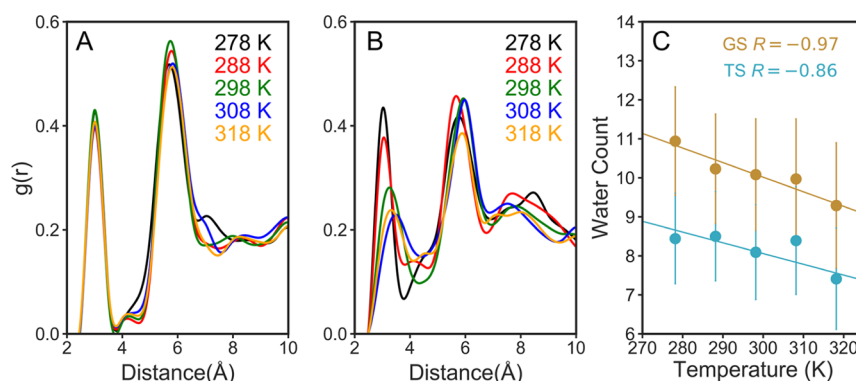 A
278 K
288 K
298 K
308 K
318 K
0.6
0.4
0.2
0.0
g(r)
2 4 6 8 10
Distance(Å)
B
278 K
288 K
298 K
308 K
318 K
0.6
0.4
0.2
0.0
2 4 6 8 10
Distance(Å)
C
GS R = −0.97
TS R = −0.86
14
13
12
11
10
9
8
7
6
Water Count
270 280 290 300 310 320
Temperature (K)